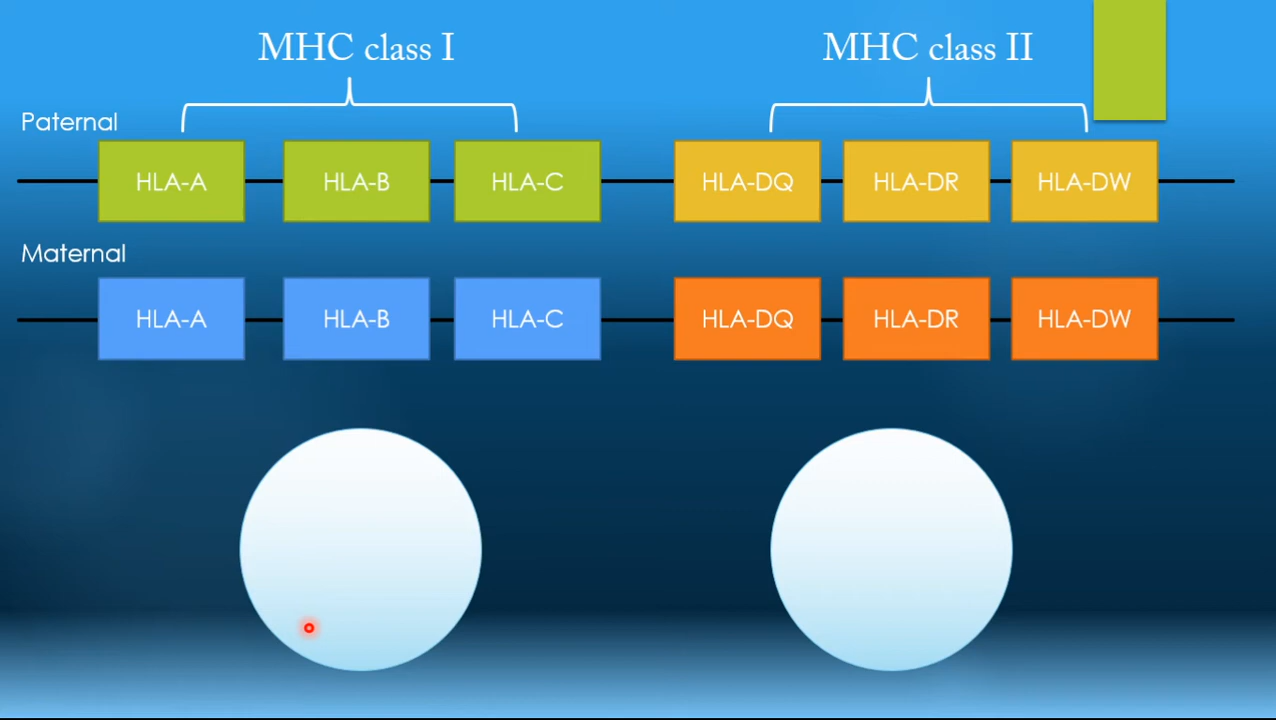 MHC class I
MHC class II
Paternal
HLA-A HLA-B HLA-C HLA-DQ HLA-DR HLA-DW
Maternal
HLA-A HLA-B HLA-C HLA-DQ HLA-DR HLA-DW